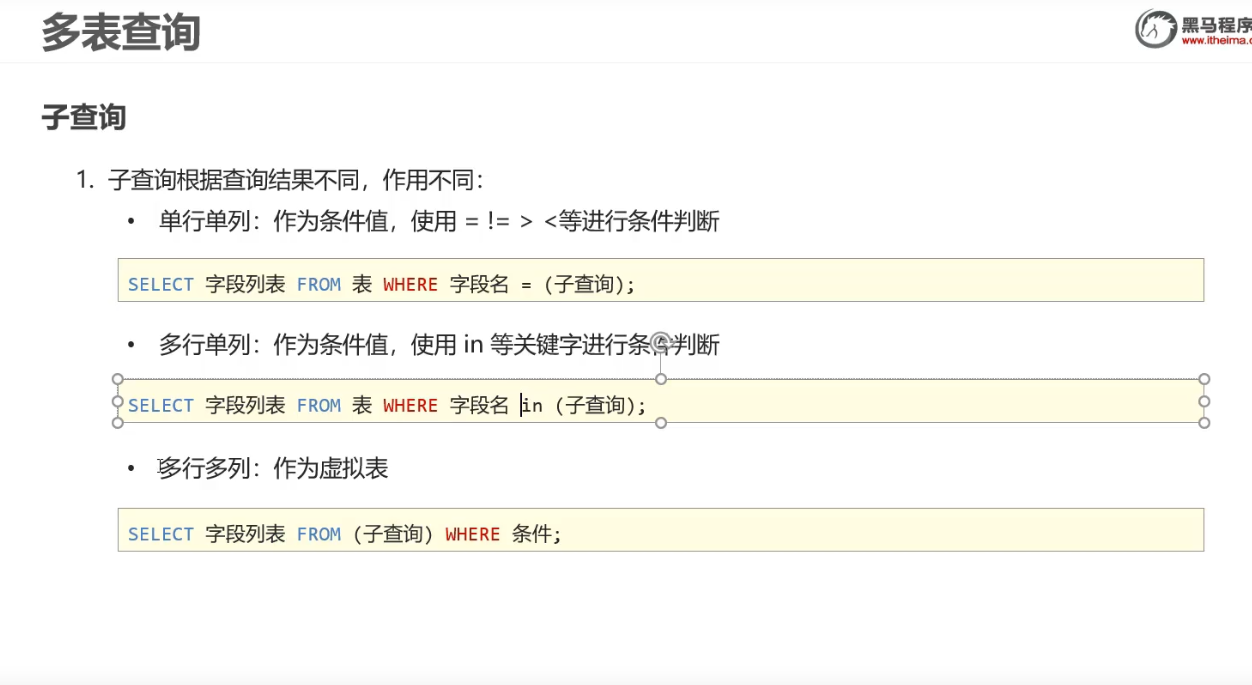 多表查询
黑马程序
www.itheima.c
子查询
1. 子查询根据查询结果不同，作用不同：
• 单行单列：作为条件值，使用 = != > <等进行条件判断
SELECT 字段列表 FROM 表 WHERE 字段名 = (子查询);
• 多行单列：作为条件值，使用 in 等关键字进行条件判断
SELECT 字段列表 FROM 表 WHERE 字段名 in (子查询);
• 多行多列：作为虚拟表
SELECT 字段列表 FROM (子查询) WHERE 条件;